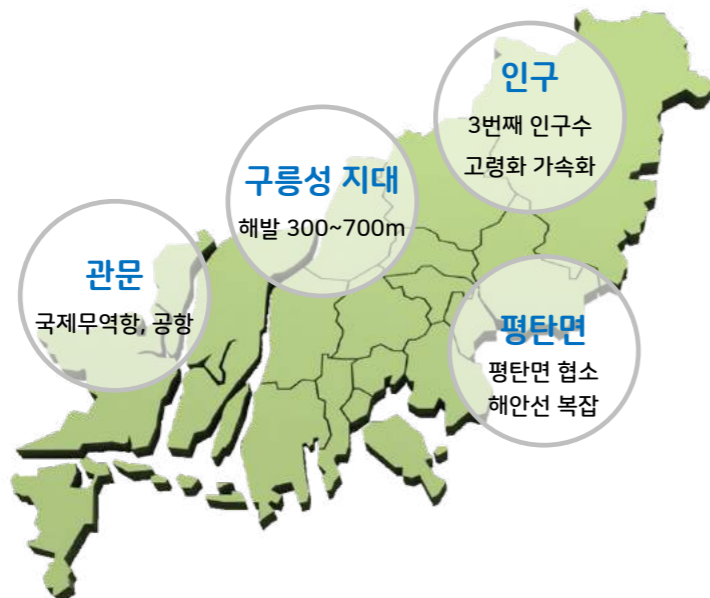 인구
3번째 인구수
고령화 가속화
구릉성 지대
해발 300~700m
관문
국제무역항, 공항
평탄면
평탄면 협소
해안선 복잡